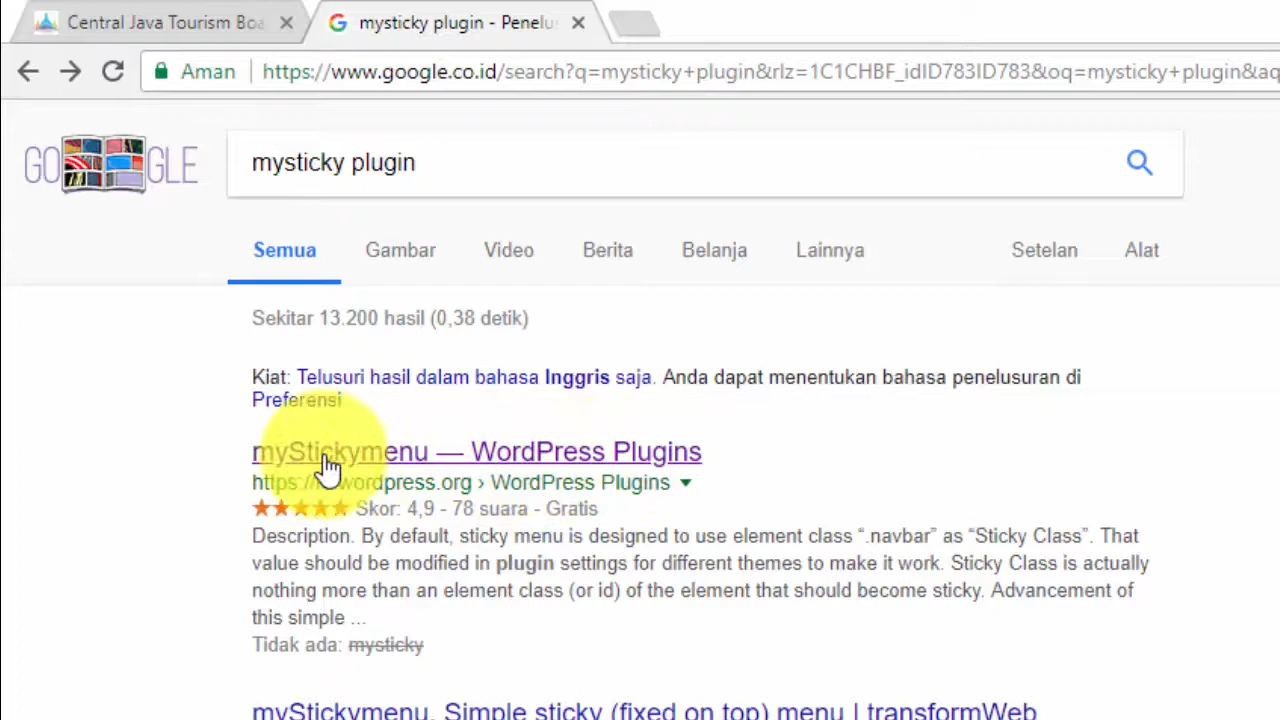 Central Java Tourism Boa
mysticky plugin - Penelu
Aman
https://www.google.co.id/search?q=mysticky+plugin&rlz=1C1CHBF_idID783ID783&oq=mysticky+plugin&aq
GO GLE
mysticky plugin
Semua Gambar Video Berita Belanja Lainnya Setelan Alat
Sekitar 13.200 hasil (0,38 detik)
Kiat: Telusuri hasil dalam bahasa Inggris saja. Anda dapat menentukan bahasa penelusuran di
Preferensi
myStickymenu — WordPress Plugins
wordpress.org › WordPress Plugins
Skor: 4,9 - 78 suara - Gratis
Description. By default, sticky menu is designed to use element class “.navbar” as “Sticky Class”. That
value should be modified in plugin settings for different themes to make it work. Sticky Class is actually
nothing more than an element class (or id) of the element that should become sticky. Advancement of
this simple ...
Tidak ada: mysticky
myStickymenu, Simple sticky (fixed on top) menu | transformWeb